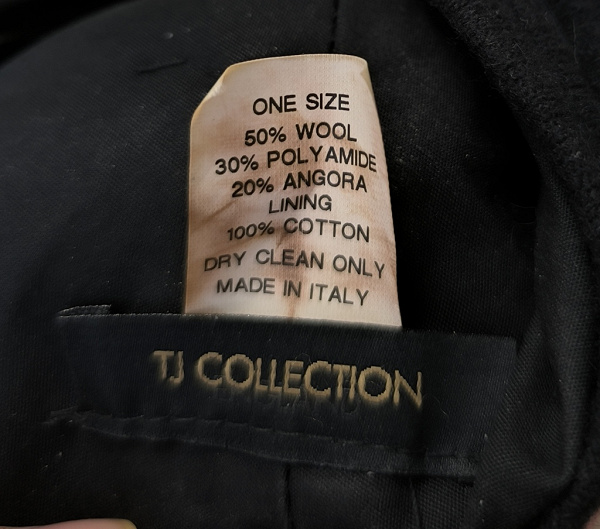 ONE SIZE
50% WOOL
30% POLYAMIDE
20% ANGORA
LINING
100% COTTON
DRY CLEAN ONLY
MADE IN ITALY
TJ COLLECTION